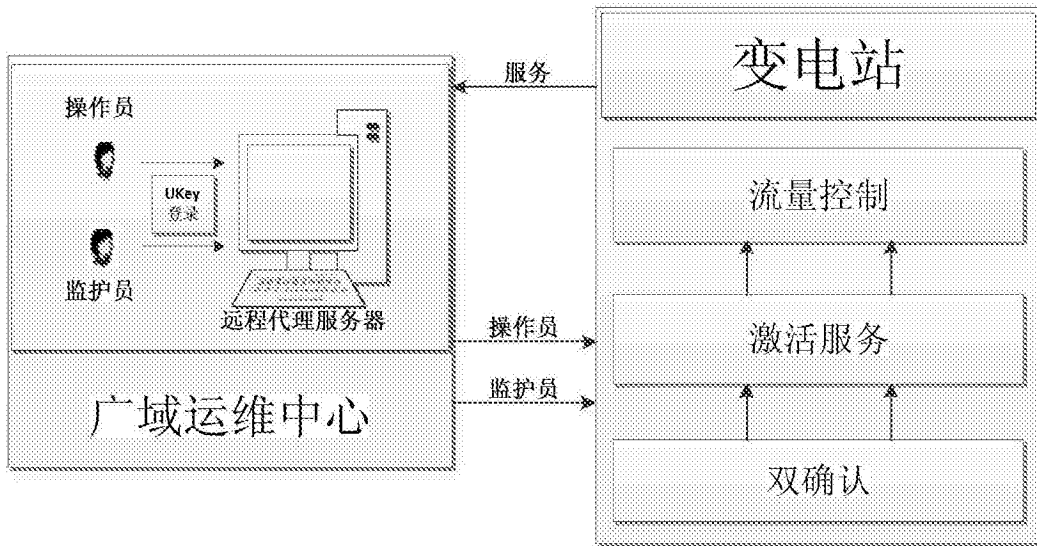 操作员
UKey
登录
监护员
远程代理服务器
广域运维中心
服务
操作员
监护员
变电站
流量控制
激活服务
双确认